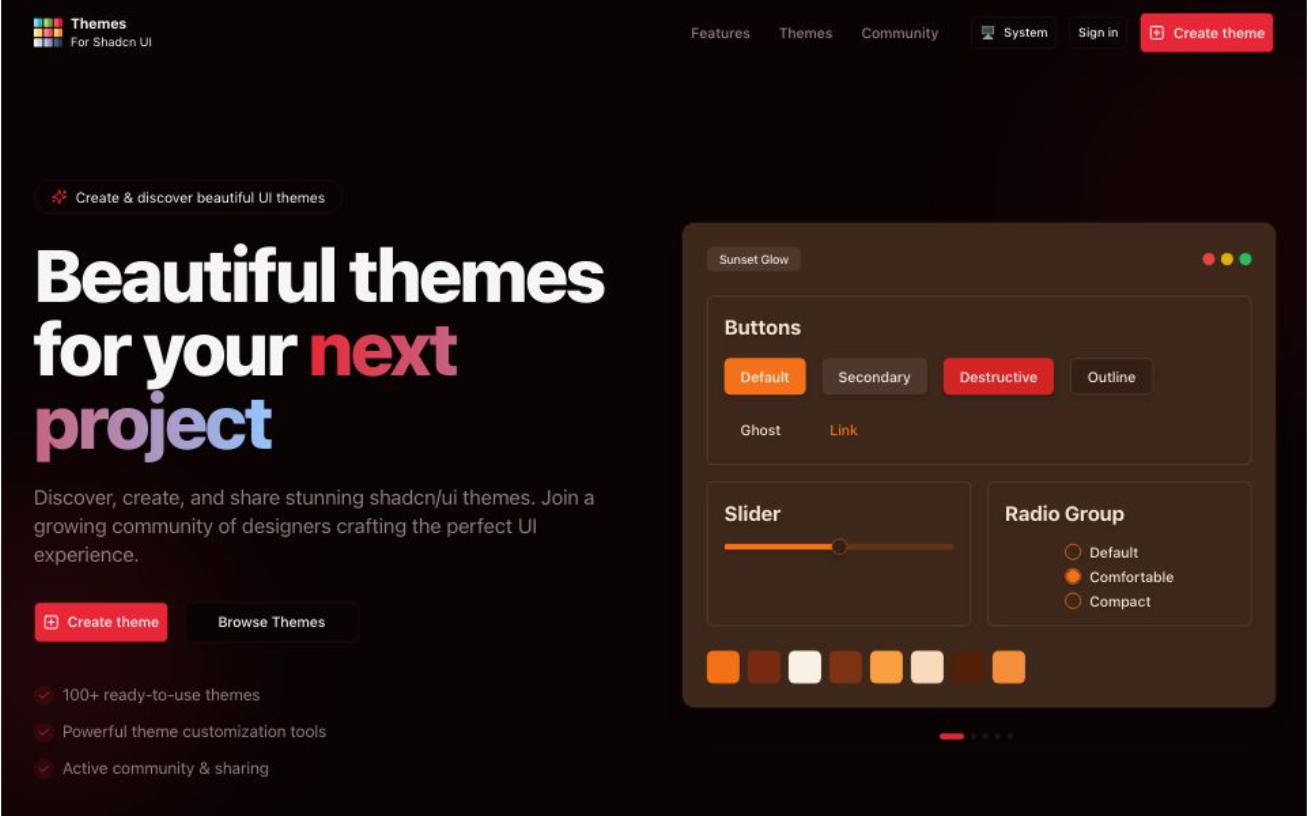 Themes
For Shadcn UI
Features Themes Community System Sign in Create theme
Create & discover beautiful UI themes
Beautiful themes
for your next
project
Discover, create, and share stunning shadcn/ui themes. Join a
growing community of designers crafting the perfect UI
experience.
Create theme Browse Themes
100+ ready-to-use themes
Powerful theme customization tools
Active community & sharing
Sunset Glow
Buttons
Default Secondary Destructive Outline
Ghost Link
Slider
Radio Group
Default
Comfortable
Compact